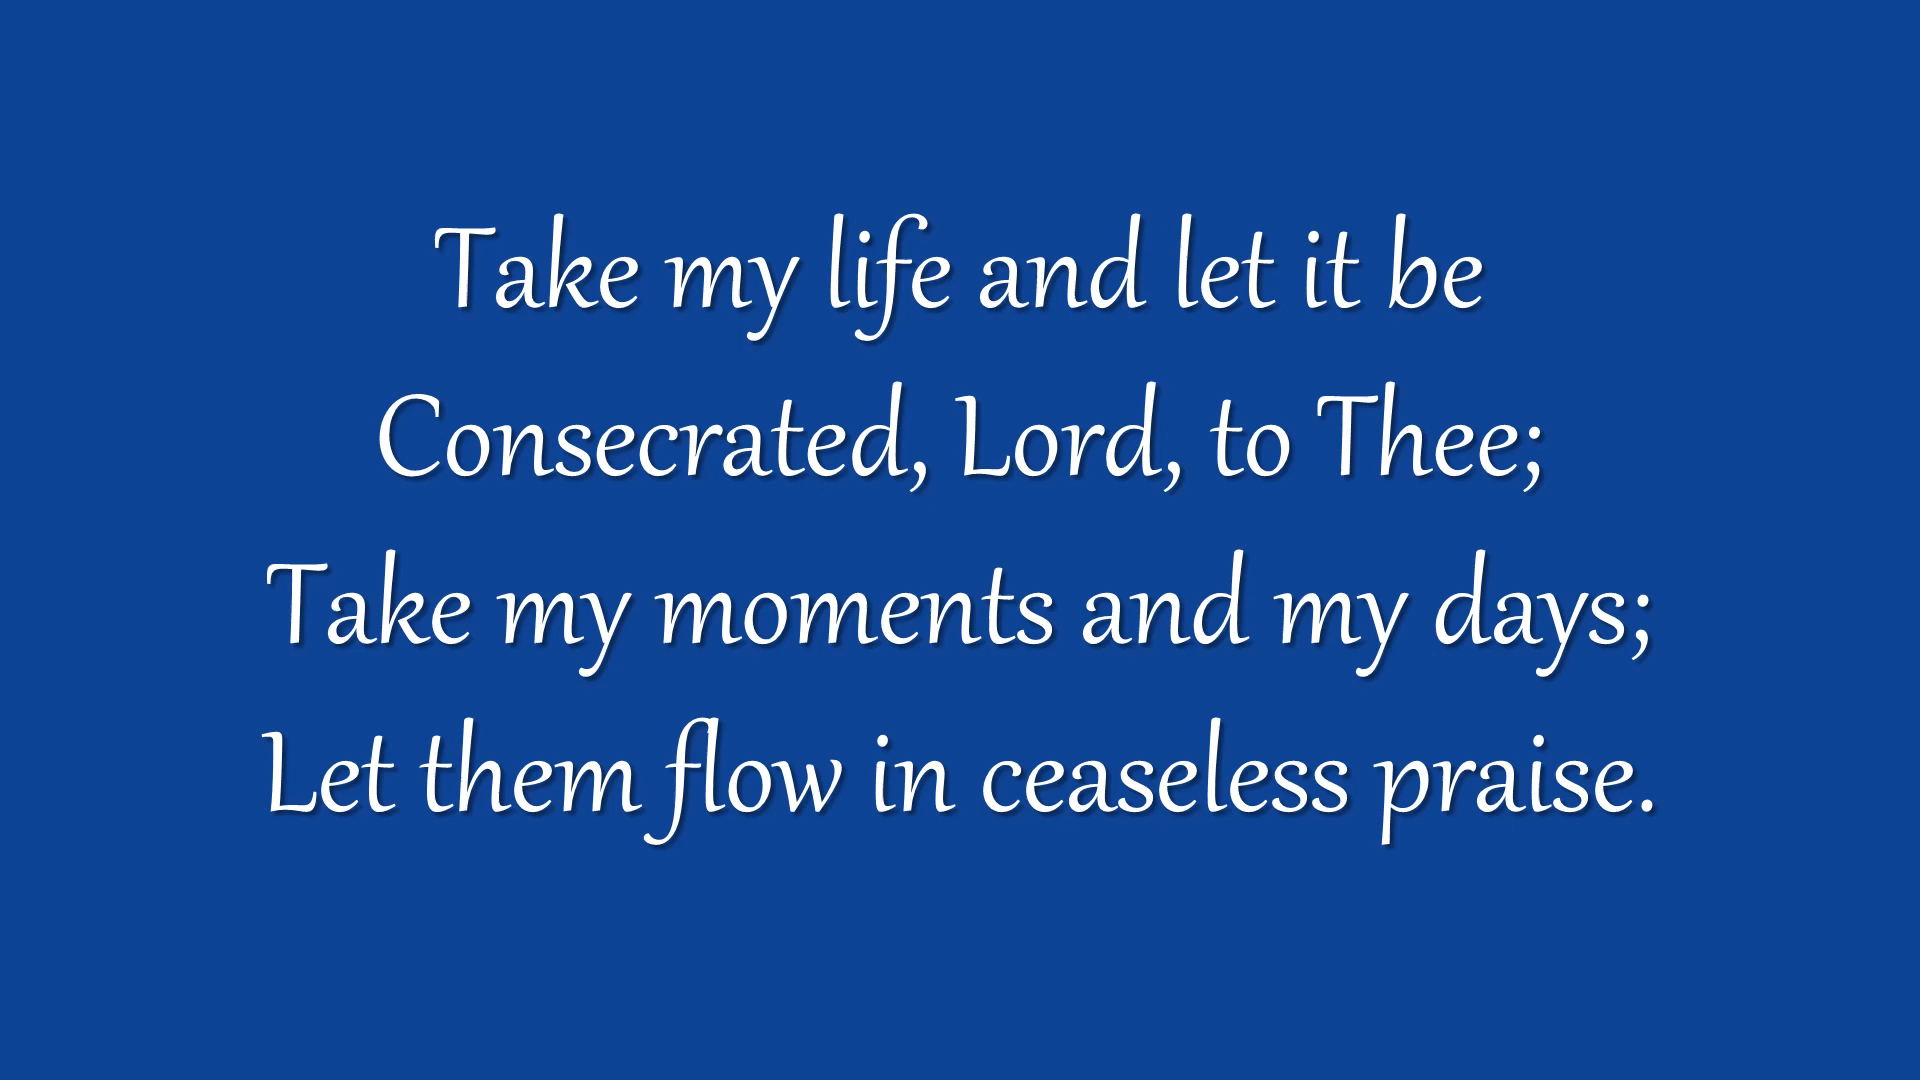 Take my life and let it be
Consecrated, Lord, to Thee;
Take my moments and my days;
Let them flow in ceaseless praise.